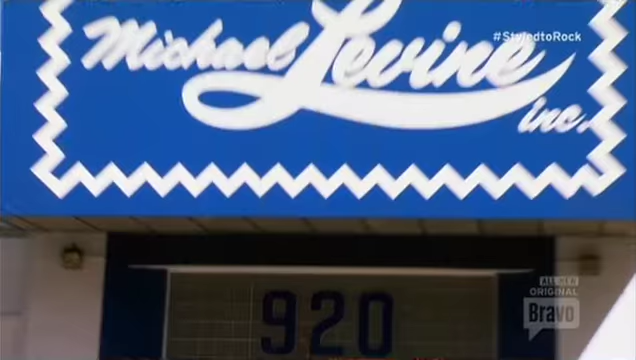 #StyledtoRock
Michael Levine
inc.
920
ALL NEW
ORIGINAL
Bravo